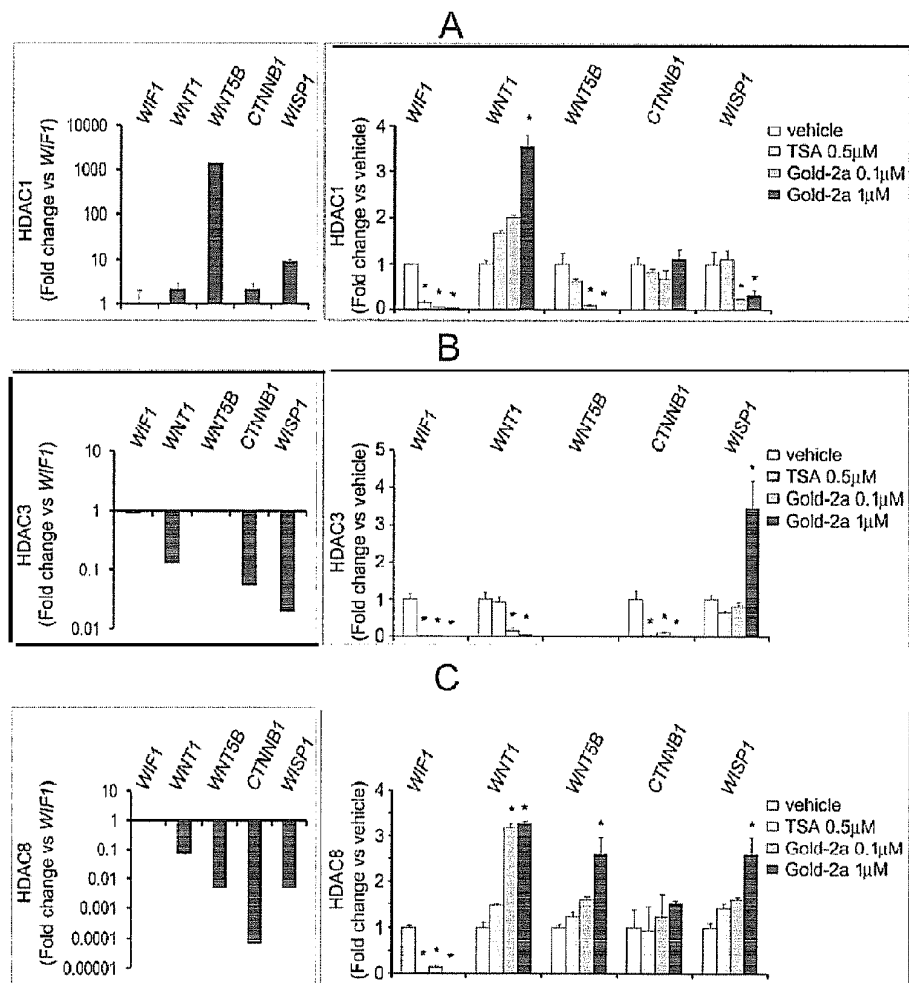 A
WIF1
WNT1
WNT5B
CTNNB1
WISP1
HDAC1
(Fold change vs WIF1)
10000
1000
100
10
1
WIF1
WNT1
WNT5B
CTNNB1
WISP1
HDAC1
(Fold change vs vehicle)
4
3
2
1
0
* * *
*
* *
* *
vehicle
TSA 0.5µM
Gold-2a 0.1µM
Gold-2a 1µM
B
WIF1
WNT1
WNT5B
CTNNB1
WISP1
HDAC3
(Fold change vs WIF1)
10
1
0.1
0.01
WIF1
WNT1
WNT5B
CTNNB1
WISP1
HDAC3
(Fold change vs vehicle)
5
4
3
2
1
0
* * *
* *
* * *
*
vehicle
TSA 0.5µM
Gold-2a 0.1µM
Gold-2a 1µM
C
WIF1
WNT1
WNT5B
CTNNB1
WISP1
HDAC8
(Fold change vs WIF1)
1
0.1
0.01
0.001
0.0001
0.00001
WIF1
WNT1
WNT5B
CTNNB1
WISP1
HDAC8
(Fold change vs vehicle)
4
3
2
1
0
* * *
* *
*
*
vehicle
TSA 0.5µM
Gold-2a 0.1µM
Gold-2a 1µM